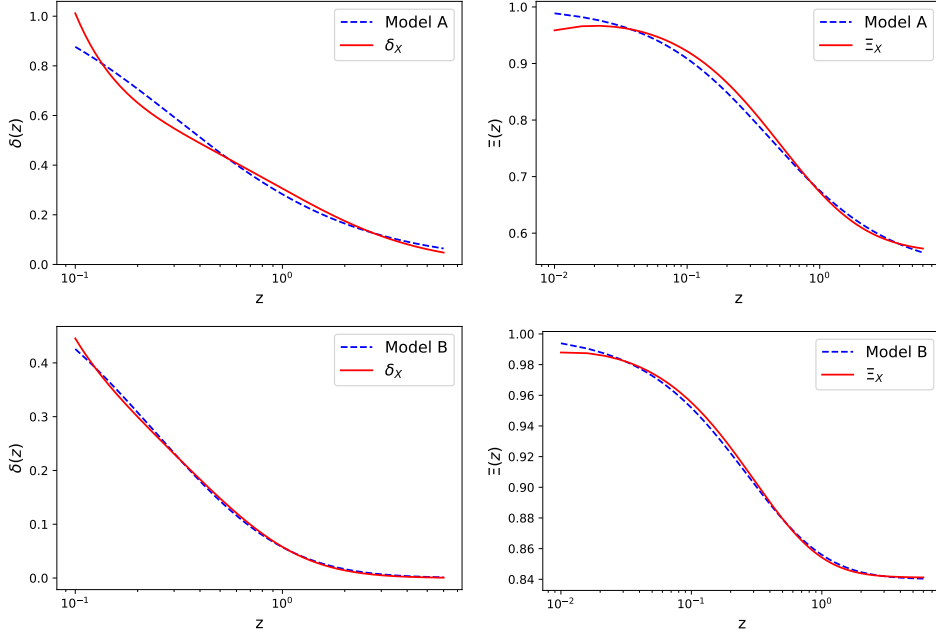 1.0
0.8
0.6
0.4
0.2
0.0
δ(z)
10⁻¹
10⁰
z
Model A
δ_X
1.0
0.9
0.8
0.7
0.6
Ξ(z)
10⁻²
10⁻¹
10⁰
z
Model A
Ξ_X
0.4
0.3
0.2
0.1
0.0
δ(z)
10⁻¹
10⁰
z
Model B
δ_X
1.00
0.98
0.96
0.94
0.92
0.90
0.88
0.86
0.84
Ξ(z)
10⁻²
10⁻¹
10⁰
z
Model B
Ξ_X